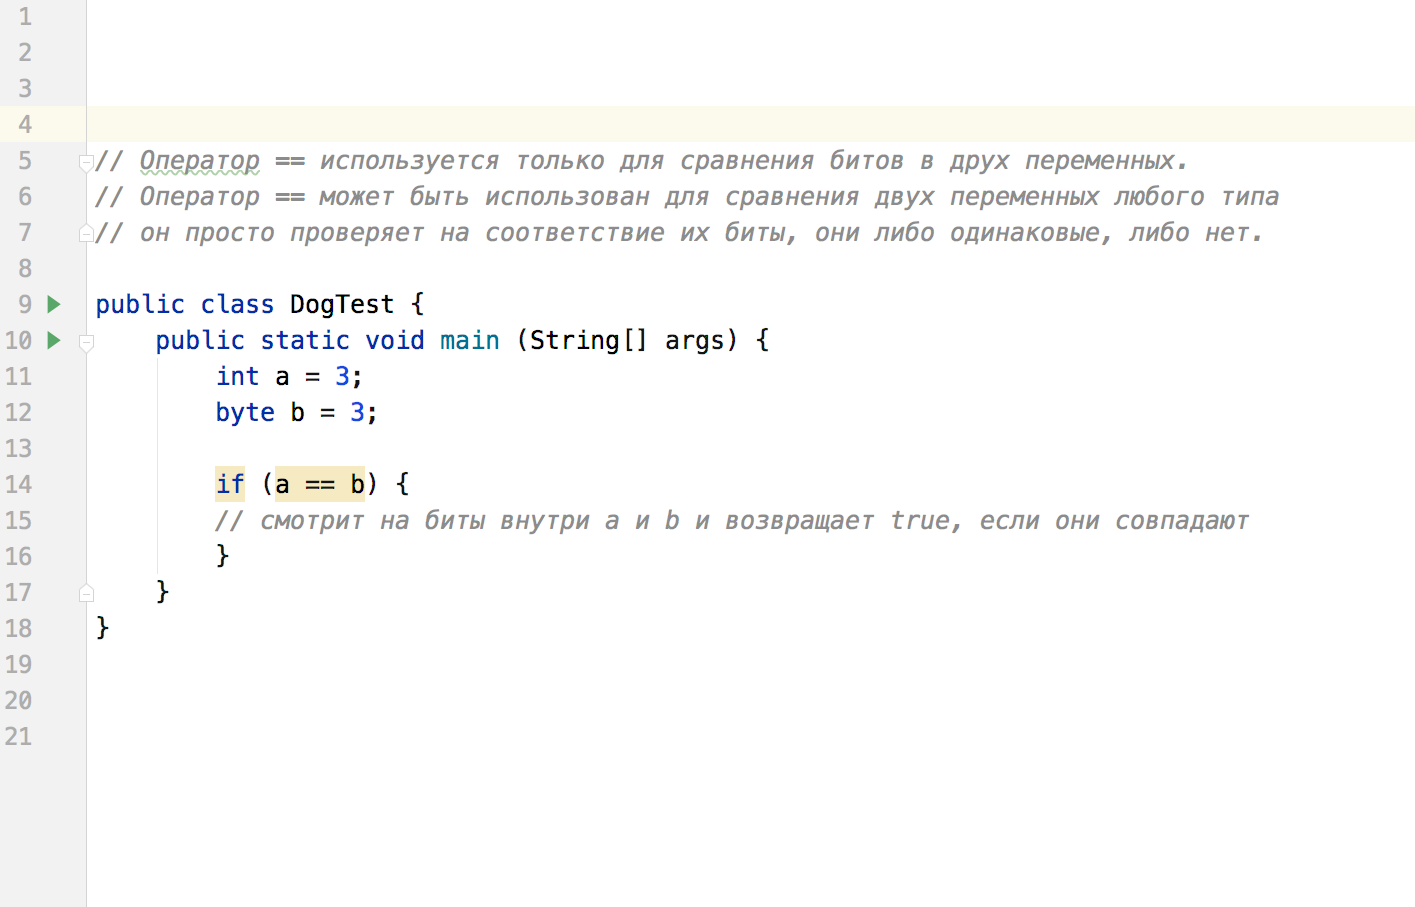 1
2
3
4
5 // Оператор == используется только для сравнения битов в друх переменных.
6 // Оператор == может быть использован для сравнения двух переменных любого типа
7 // он просто проверяет на соответствие их биты, они либо одинаковые, либо нет.
8
9 public class DogTest {
10 public static void main (String[] args) {
11 int a = 3;
12 byte b = 3;
13
14 if (a == b) {
15 // смотрит на биты внутри a и b и возвращает true, если они совпадают
16 }
17 }
18 }
19
20
21